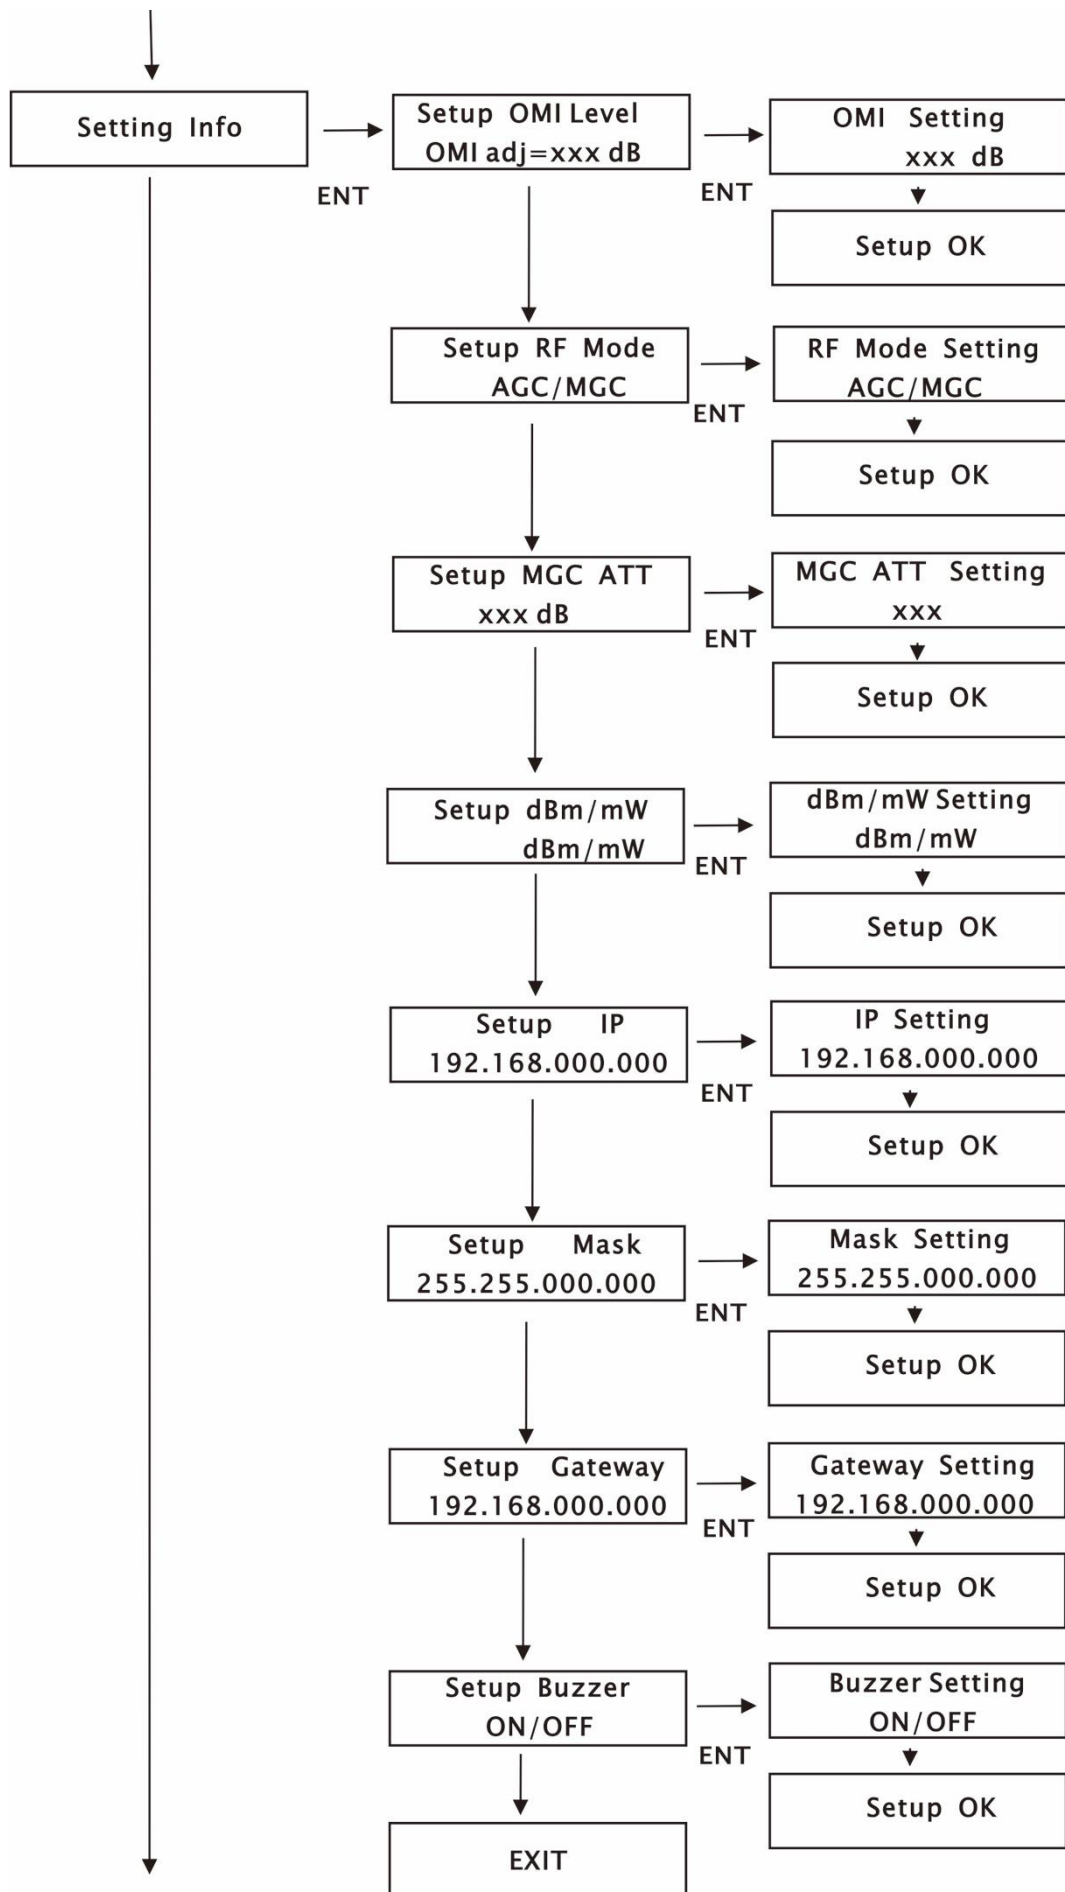 Setting Info
ENT
Setup OMI Level
OMI adj=xxx dB
ENT
OMI Setting
xxx dB
Setup OK
Setup RF Mode
AGC/MGC
ENT
RF Mode Setting
AGC/MGC
Setup OK
Setup MGC ATT
xxx dB
ENT
MGC ATT Setting
xxx
Setup OK
Setup dBm/mW
dBm/mW
ENT
dBm/mW Setting
dBm/mW
Setup OK
Setup IP
192.168.000.000
ENT
IP Setting
192.168.000.000
Setup OK
Setup Mask
255.255.000.000
ENT
Mask Setting
255.255.000.000
Setup OK
Setup Gateway
192.168.000.000
ENT
Gateway Setting
192.168.000.000
Setup OK
Setup Buzzer
ON/OFF
ENT
Buzzer Setting
ON/OFF
Setup OK
EXIT